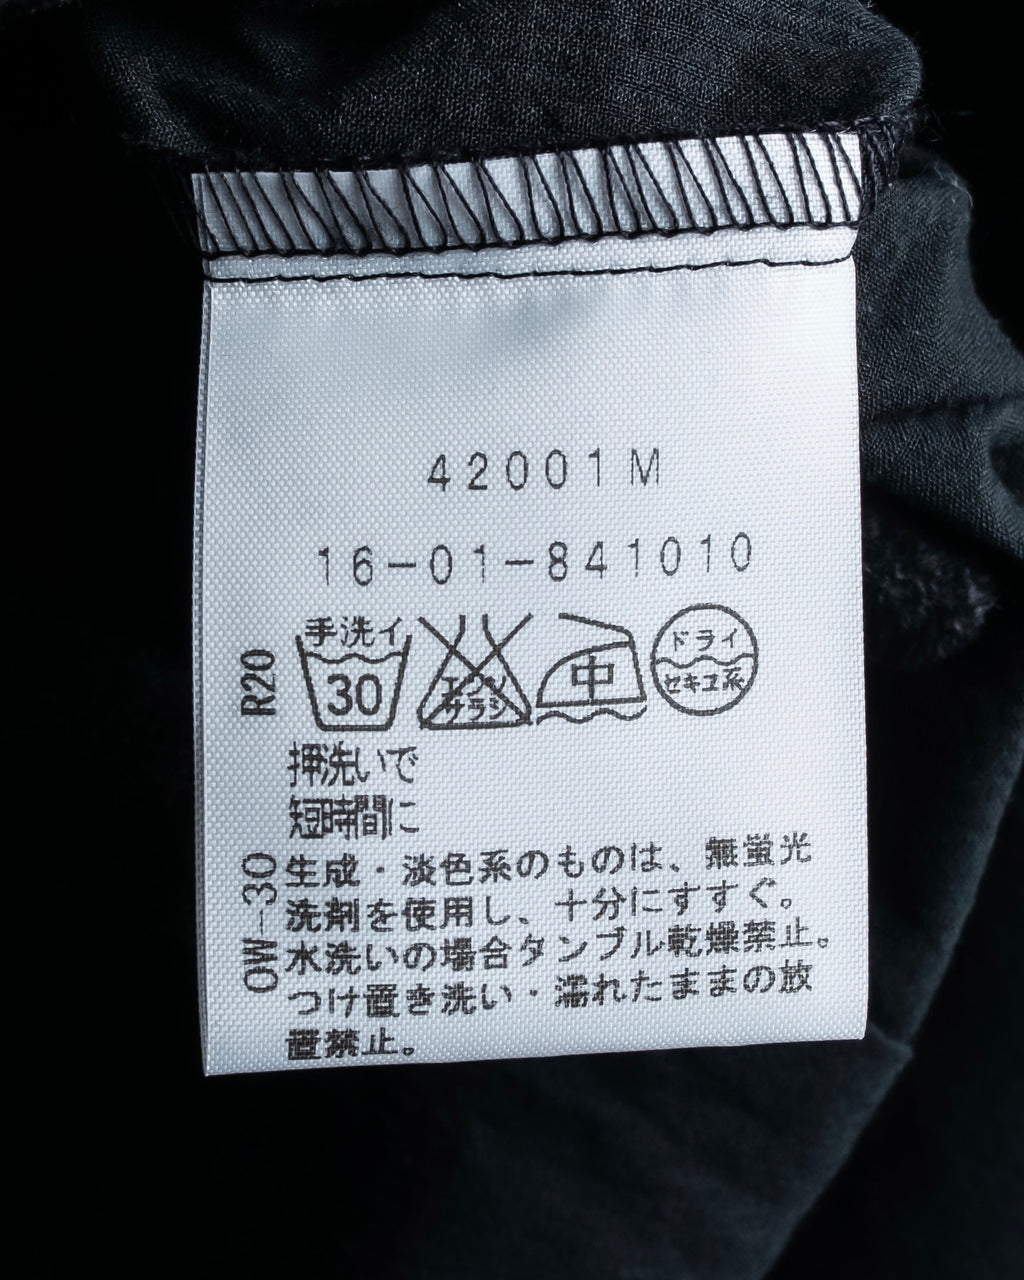 42001M
16-01-841010
手洗イ
30
エンソ
サラシ
中
ドライ
セキユ系
R20
押洗いで
短時間に
OW-30
生成・淡色系のものは、無蛍光
洗剤を使用し、十分にすすぐ。
水洗いの場合タンブル乾燥禁止。
つけ置き洗い・濡れたままの放
置禁止。